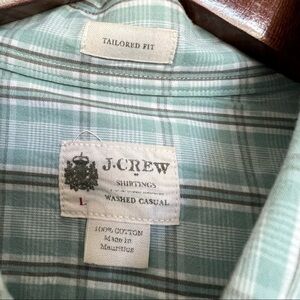 TAILORED FIT
J.CREW
SHIRTINGS
L WASHED CASUAL
100% COTTON
MADE IN
MAURITIUS